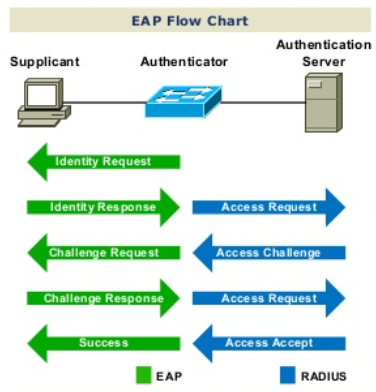 EAP Flow Chart
Supplicant
Authenticator
Authentication
Server
Identity Request
Identity Response
Access Request
Challenge Request
Access Challenge
Challenge Response
Access Request
Success
Access Accept
EAP
RADIUS